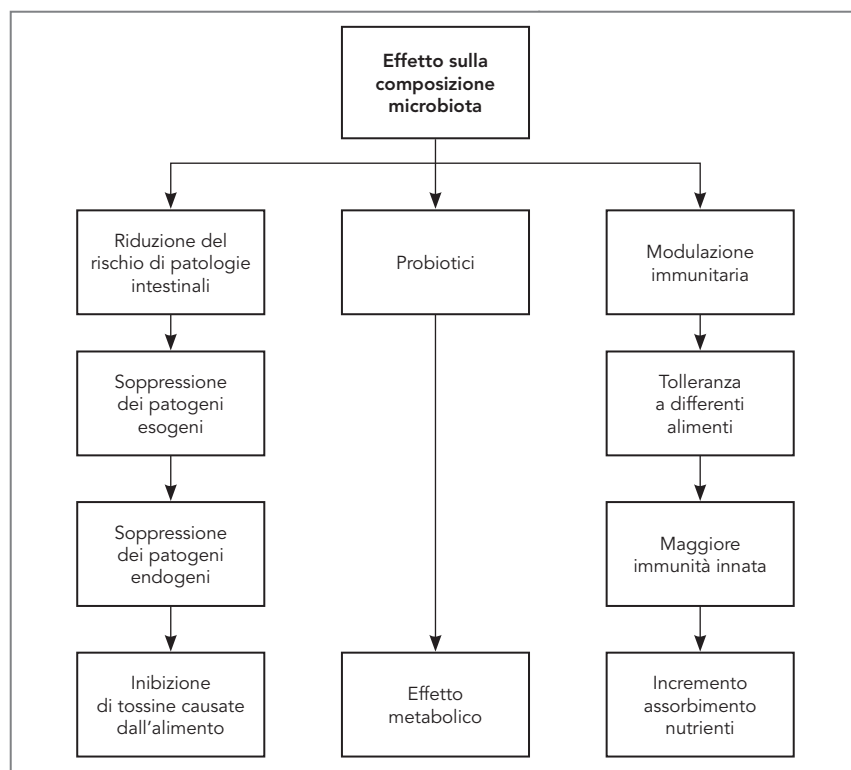 Effetto sulla
composizione
microbiota
Riduzione del
rischio di patologie
intestinali
Probiotici
Modulazione
immunitaria
Soppressione
dei patogeni
esogeni
Tolleranza
a differenti
alimenti
Soppressione
dei patogeni
endogeni
Maggiore
immunità innata
Inibizione
di tossine causate
dall’alimento
Effetto
metabolico
Incremento
assorbimento
nutrienti